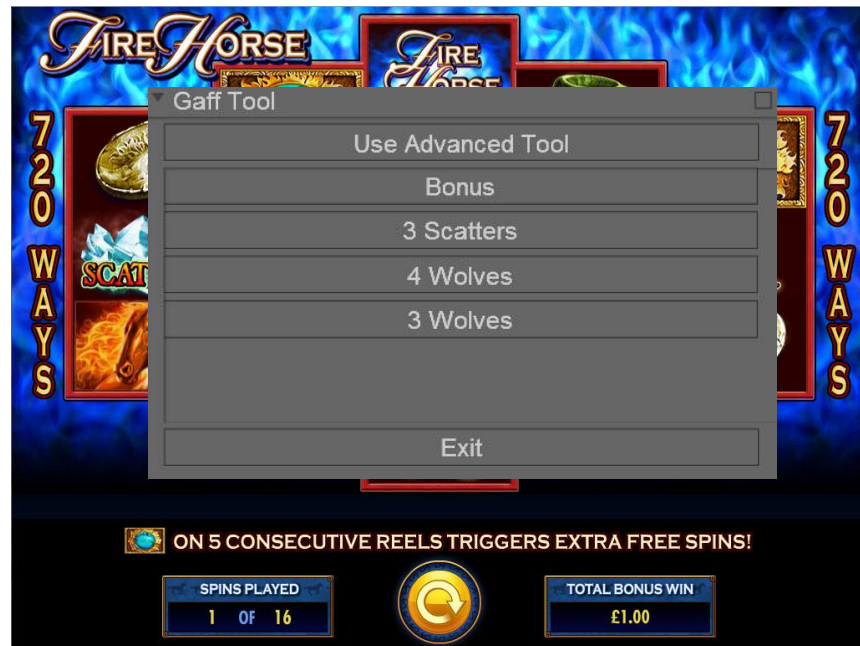 FIRE HORSE
FIRE
HORSE
Gaff Tool
Use Advanced Tool
Bonus
3 Scatters
4 Wolves
3 Wolves
Exit
720 WAYS
720 WAYS
ON 5 CONSECUTIVE REELS TRIGGERS EXTRA FREE SPINS!
SPINS PLAYED
1 OF 16
TOTAL BONUS WIN
£1.00